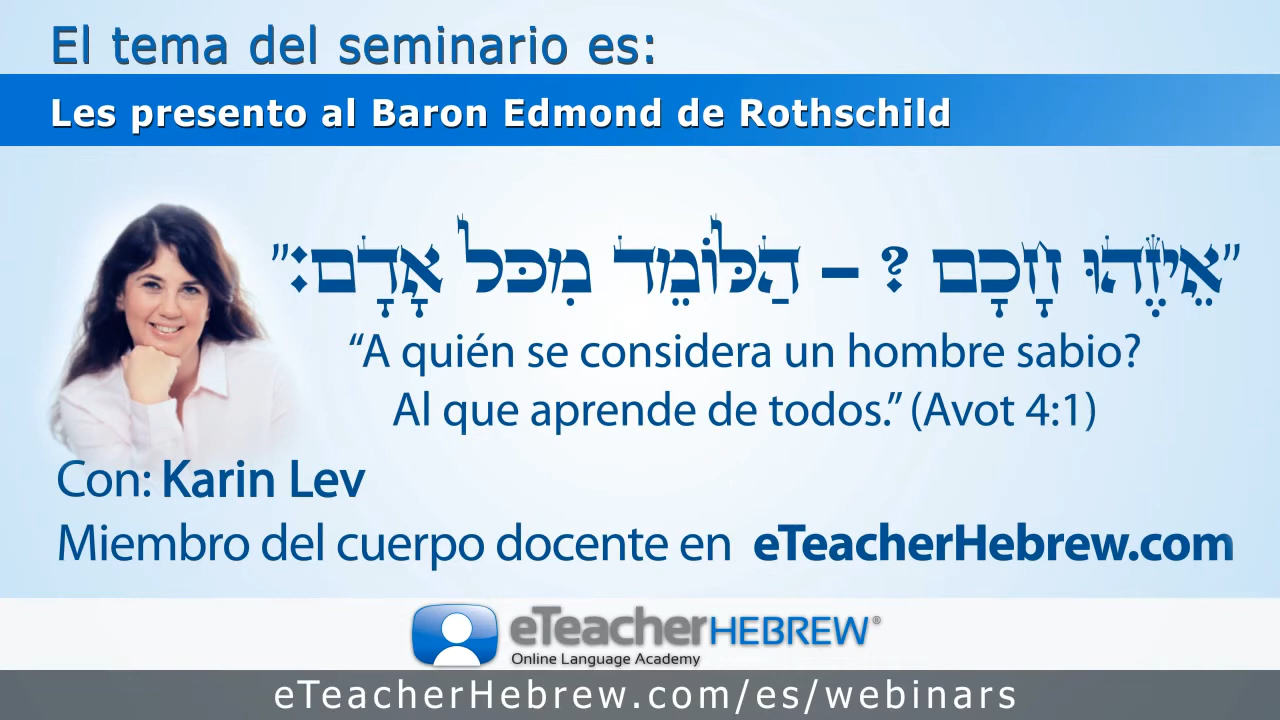 El tema del seminario es:
Les presento al Baron Edmond de Rothschild
"אֵיזֶהוּ חָכָם ? – הַלּוֹמֵד מִכֹּל אָדָם:"
“A quién se considera un hombre sabio?
Al que aprende de todos.” (Avot 4:1)
Con: Karin Lev
Miembro del cuerpo docente en eTeacherHebrew.com
eTeacherHEBREW®
Online Language Academy
eTeacherHebrew.com/es/webinars